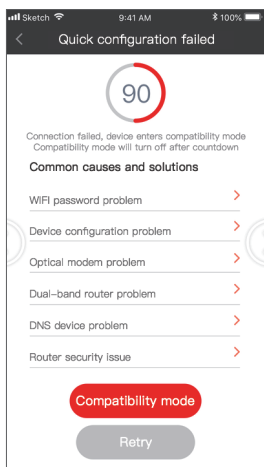 Sketch 9:41 AM 100%
Quick configuration failed
90
Connection failed, device enters compatibility mode
Compatibility mode will turn off after countdown
Common causes and solutions
WIFI password problem
Device configuration problem
Optical modem problem
Dual-band router problem
DNS device problem
Router security issue
Compatibility mode
Retry